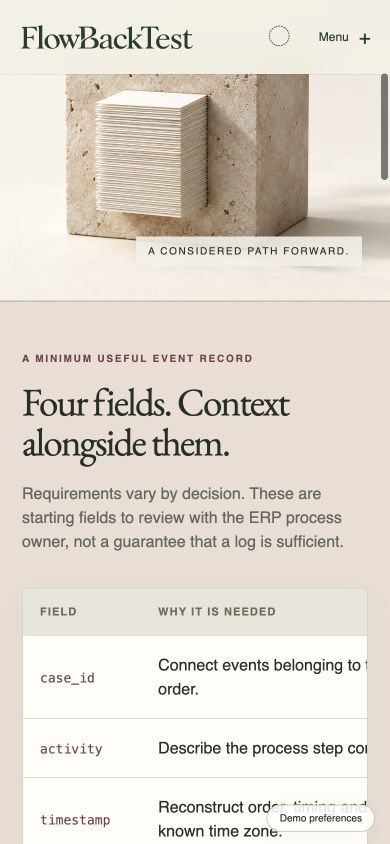 FlowBackTest
Menu +
A CONSIDERED PATH FORWARD.
A MINIMUM USEFUL EVENT RECORD
Four fields. Context
alongside them.
Requirements vary by decision. These are
starting fields to review with the ERP process
owner, not a guarantee that a log is sufficient.
FIELD WHY IT IS NEEDED
case_id Connect events belonging to
order.
activity Describe the process step
timestamp Reconstruct order, timing and
known time zone.
Demo preferences